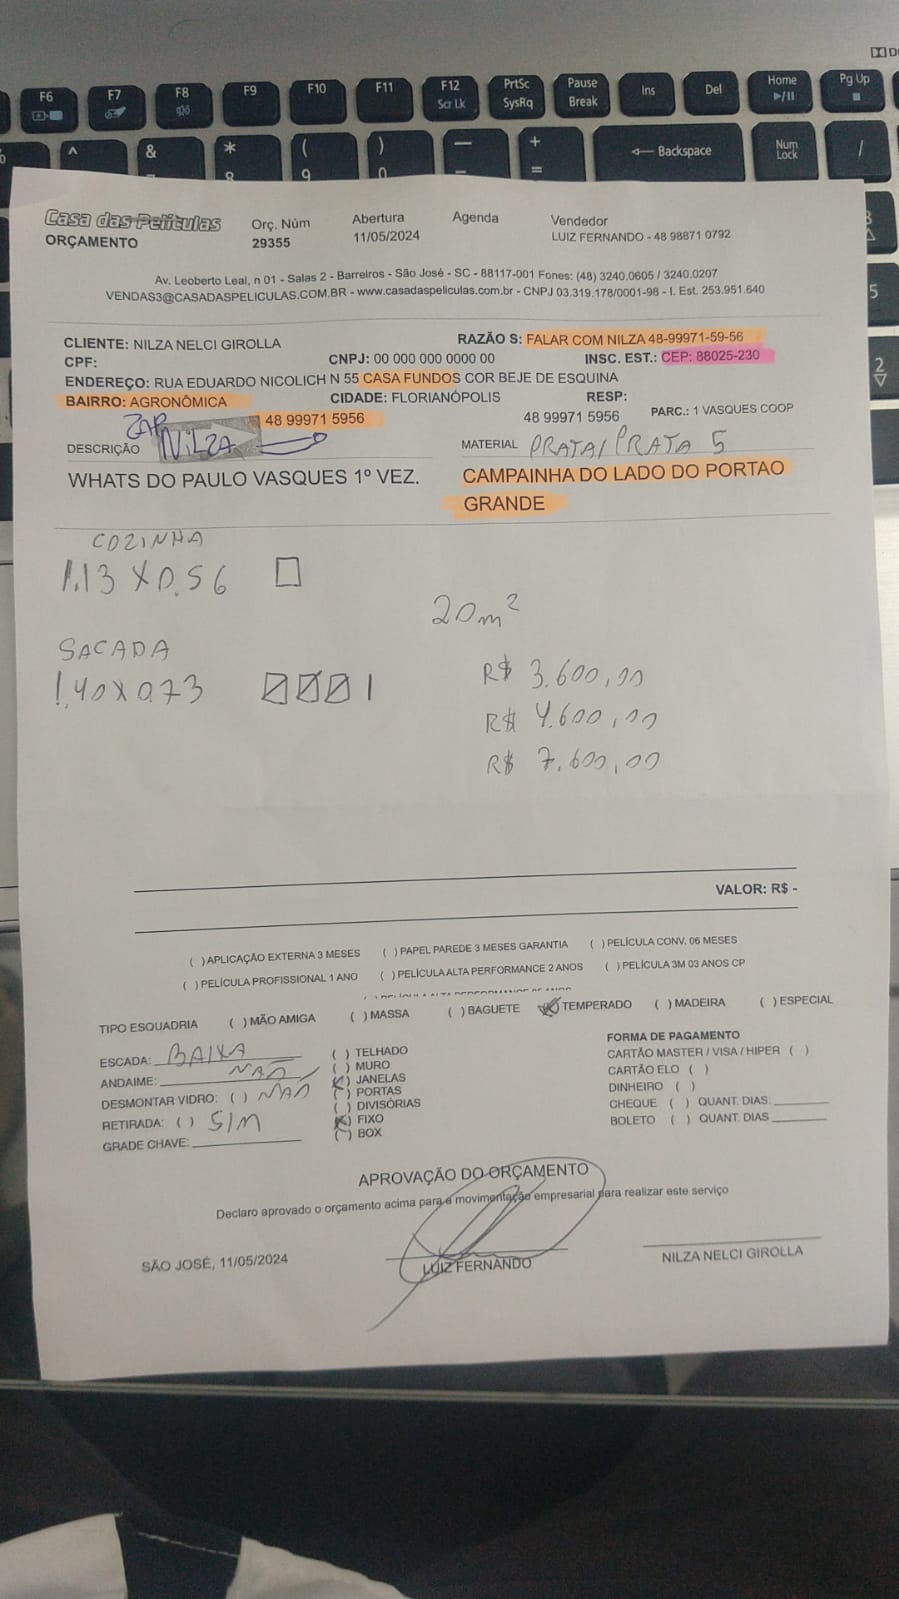 F6 F7 F8 F9 F10 F11 F12 Scr Lk PrtSc SysRq Pause Break Ins Del Home Pg Up
^ & * 8 ( 9 ) 0 — + = Backspace Num Lock /
5
2
Casa das Películas
ORÇAMENTO
Orç. Núm
29355
Abertura
11/05/2024
Agenda
Vendedor
LUIZ FERNANDO - 48 98871 0792
Av. Leoberto Leal, n 01 - Salas 2 - Barreiros - São José - SC - 88117-001 Fones: (48) 3240.0605 / 3240.0207
VENDAS3@CASADASPELICULAS.COM.BR - www.casadaspeliculas.com.br - CNPJ 03.319.178/0001-98 - I. Est. 253.951.640
CLIENTE: NILZA NELCI GIROLLA RAZÃO S: FALAR COM NILZA 48-99971-59-56
CPF: CNPJ: 00 000 000 0000 00 INSC. EST.: CEP: 88025-230
ENDEREÇO: RUA EDUARDO NICOLICH N 55 CASA FUNDOS COR BEJE DE ESQUINA
BAIRRO: AGRONÔMICA CIDADE: FLORIANÓPOLIS RESP:
ZAP 48 99971 5956 48 99971 5956 PARC.: 1 VASQUES COOP
DESCRIÇÃO NILZA MATERIAL PRATA/PRATA 5
WHATS DO PAULO VASQUES 1º VEZ. CAMPAINHA DO LADO DO PORTAO
GRANDE
COZINHA
1.13 X 0.56
20m²
SACADA
1,40 X 0.73
R$ 3.600,00
R$ 4.600,00
R$ 7.600,00
VALOR: R$ -
( )APLICAÇÃO EXTERNA 3 MESES ( ) PAPEL PAREDE 3 MESES GARANTIA ( ) PELÍCULA CONV. 06 MESES
( ) PELÍCULA PROFISSIONAL 1 ANO ( ) PELÍCULA ALTA PERFORMANCE 2 ANOS ( ) PELÍCULA 3M 03 ANOS CP
TIPO ESQUADRIA ( ) MÃO AMIGA ( ) MASSA ( ) BAGUETE (X) TEMPERADO ( ) MADEIRA ( ) ESPECIAL
ESCADA: BAIXA
ANDAIME: NÃO
DESMONTAR VIDRO: ( ) NÃO
RETIRADA: ( ) SIM
GRADE CHAVE:
( ) TELHADO
( ) MURO
(X) JANELAS
( ) PORTAS
( ) DIVISÓRIAS
(X) FIXO
( ) BOX
FORMA DE PAGAMENTO
CARTÃO MASTER / VISA / HIPER ( )
CARTÃO ELO ( )
DINHEIRO ( )
CHEQUE ( ) QUANT. DIAS:
BOLETO ( ) QUANT. DIAS
APROVAÇÃO DO ORÇAMENTO
Declaro aprovado o orçamento acima para a movimentação empresarial para realizar este serviço
SÃO JOSÉ, 11/05/2024
LUIZ FERNANDO
NILZA NELCI GIROLLA